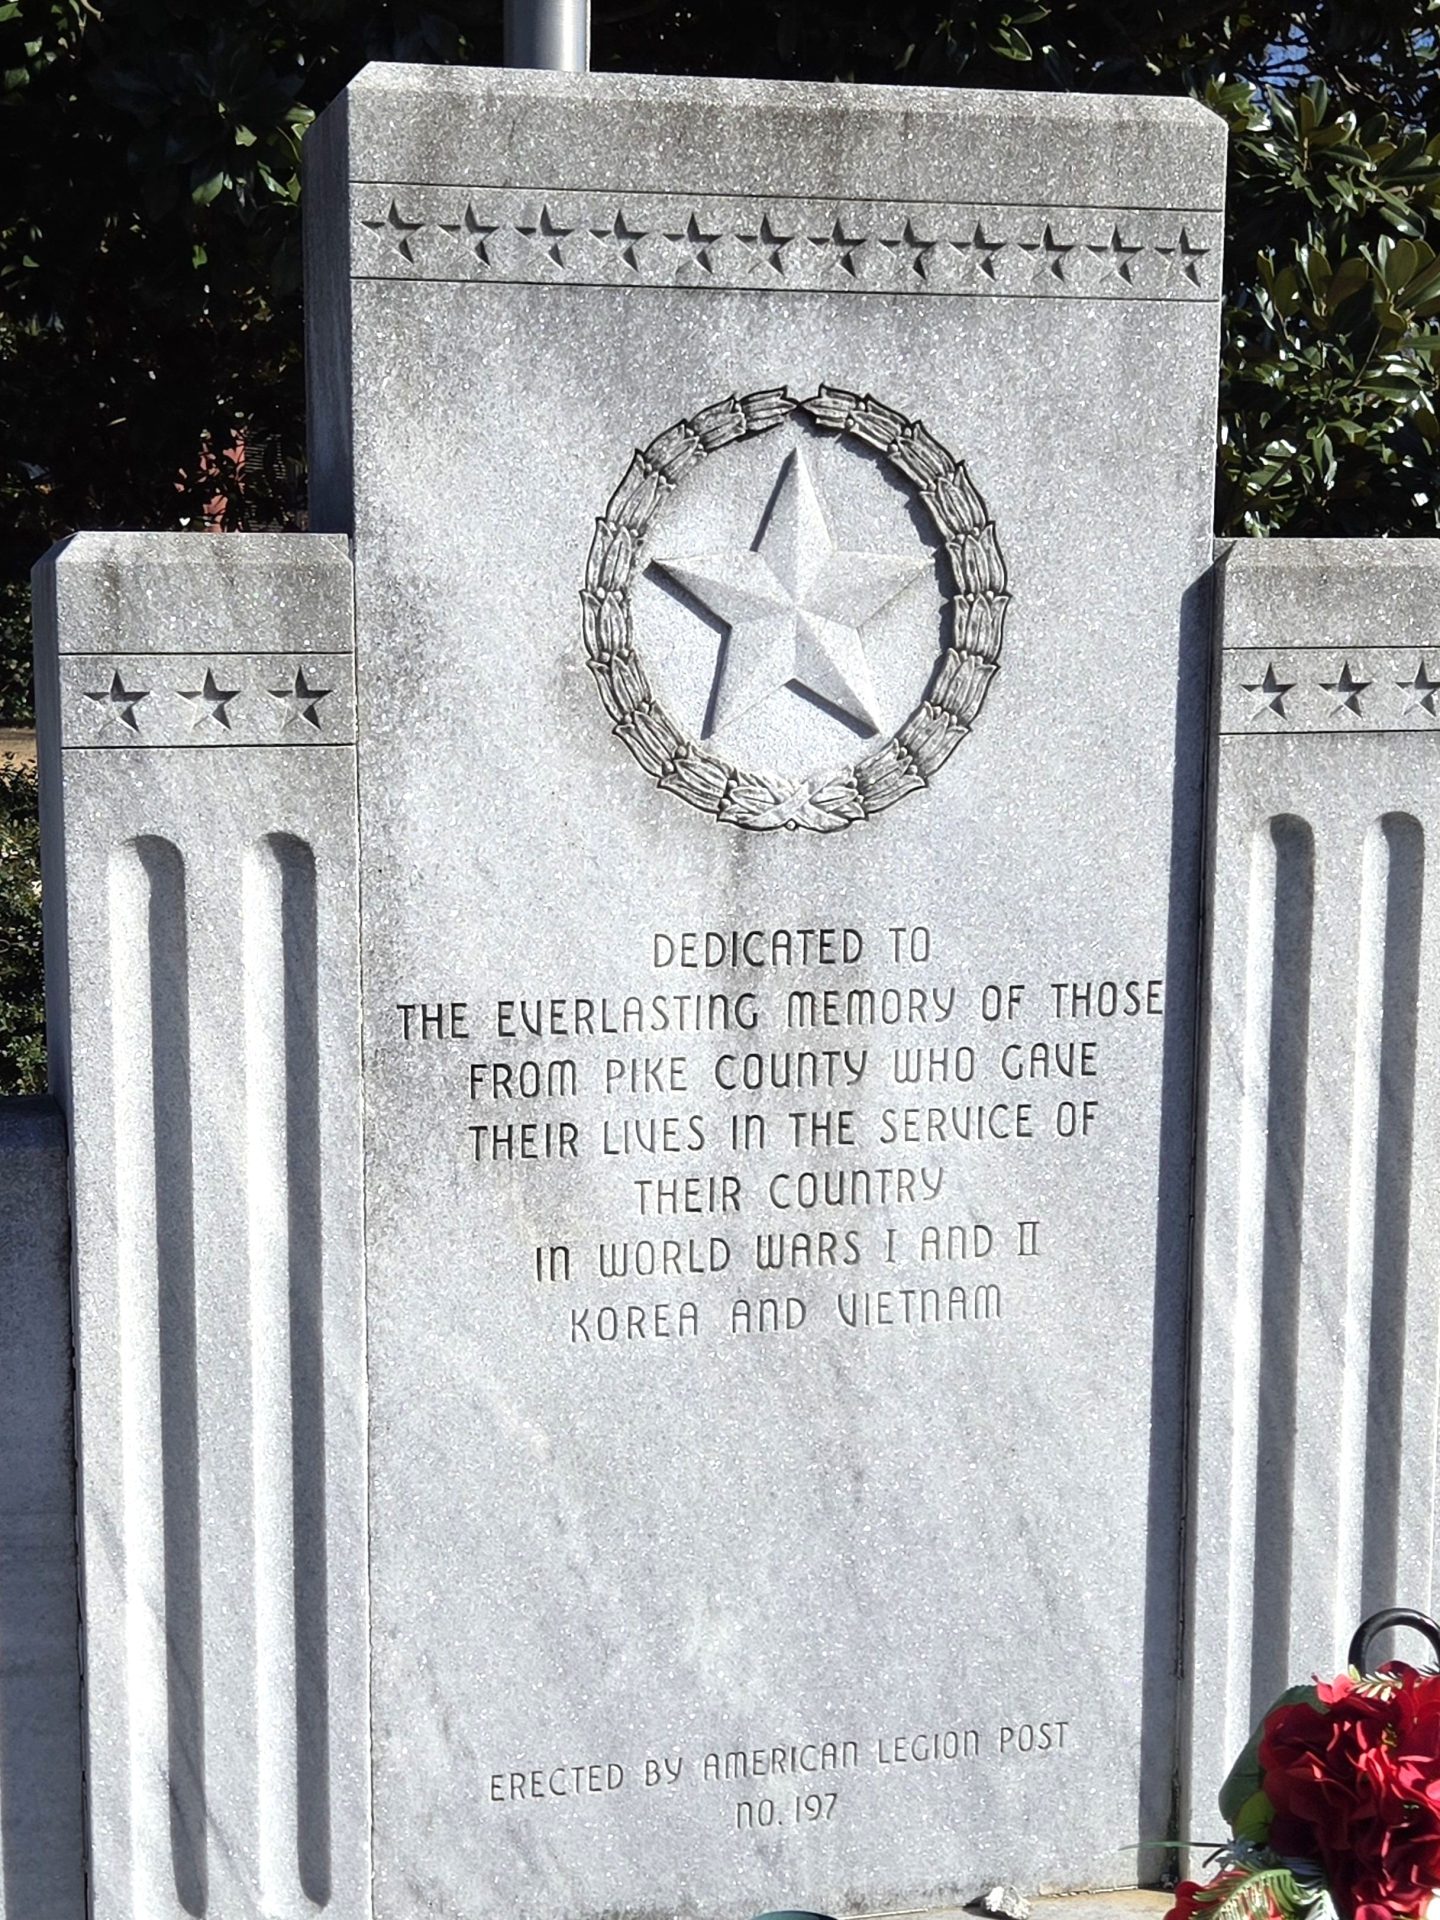 DEDICATED TO
THE EVERLASTING MEMORY OF THOSE
FROM PIKE COUNTY WHO GAVE
THEIR LIVES IN THE SERVICE OF
THEIR COUNTRY
IN WORLD WARS I AND II
KOREA AND VIETNAM
ERECTED BY AMERICAN LEGION POST
NO. 197